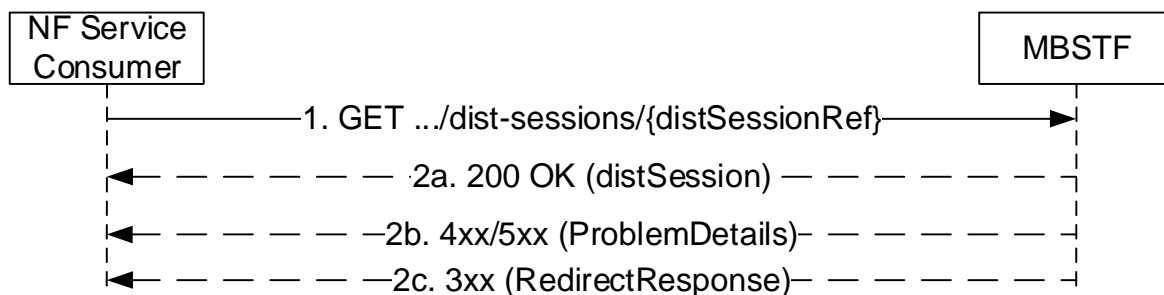 NF Service
Consumer
MBSTF
1. GET .../dist-sessions/{distSessionRef}
2a. 200 OK (distSession)
2b. 4xx/5xx (ProblemDetails)
2c. 3xx (RedirectResponse)